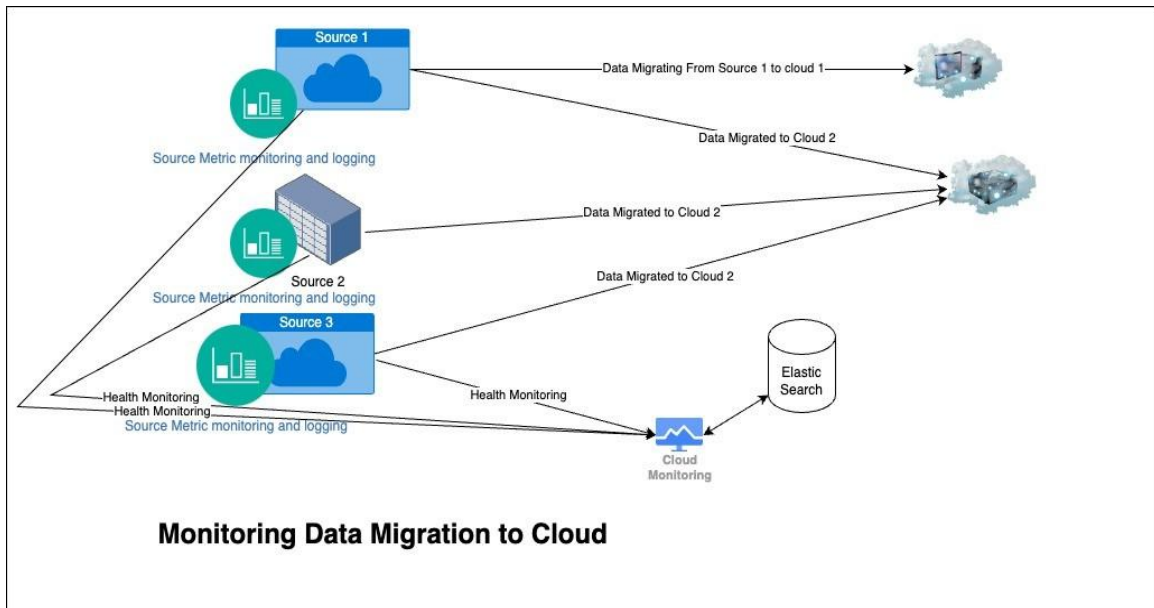 Source 1
Data Migrating From Source 1 to cloud 1
Data Migrated to Cloud 2
Source Metric monitoring and logging
Data Migrated to Cloud 2
Source 2
Data Migrated to Cloud 2
Source Metric monitoring and logging
Source 3
Elastic
Search
Health Monitoring
Health Monitoring
Health Monitoring
Source Metric monitoring and logging
Cloud
Monitoring
Monitoring Data Migration to Cloud